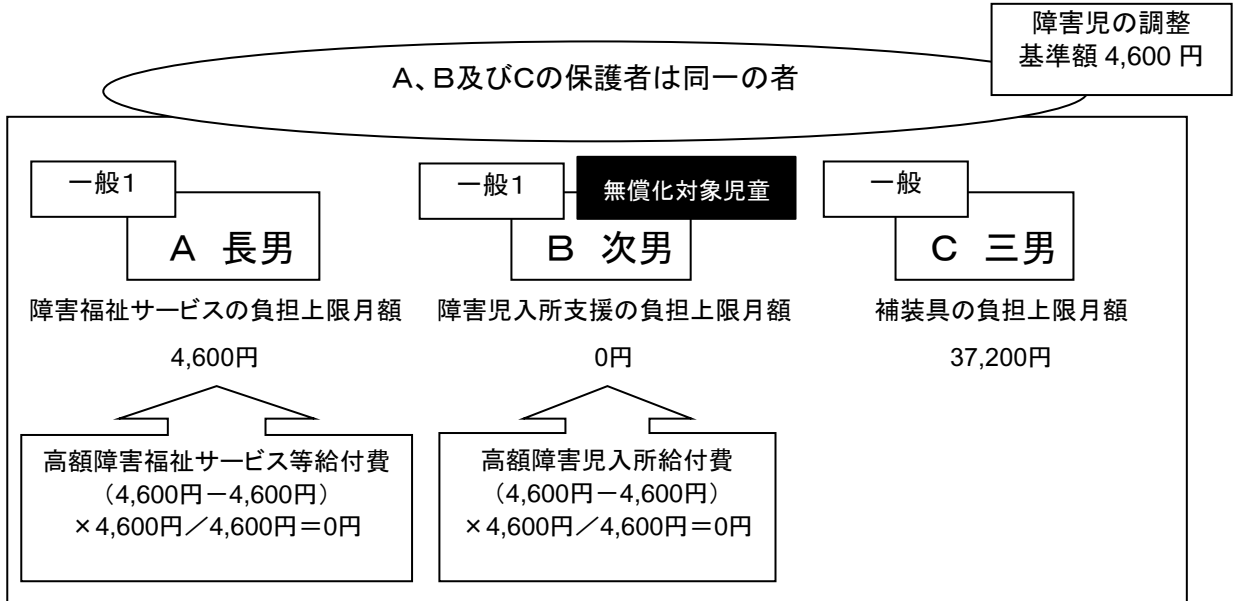 障害児の調整
基準額 4,600 円
A、B及びCの保護者は同一の者
一般1
A 長男
障害福祉サービスの負担上限月額
4,600円
高額障害福祉サービス等給付費
（4,600円－4,600円）
×4,600円／4,600円＝0円
一般1
無償化対象児童
B 次男
障害児入所支援の負担上限月額
0円
高額障害児入所給付費
（4,600円－4,600円）
×4,600円／4,600円＝0円
一般
C 三男
補装具の負担上限月額
37,200円